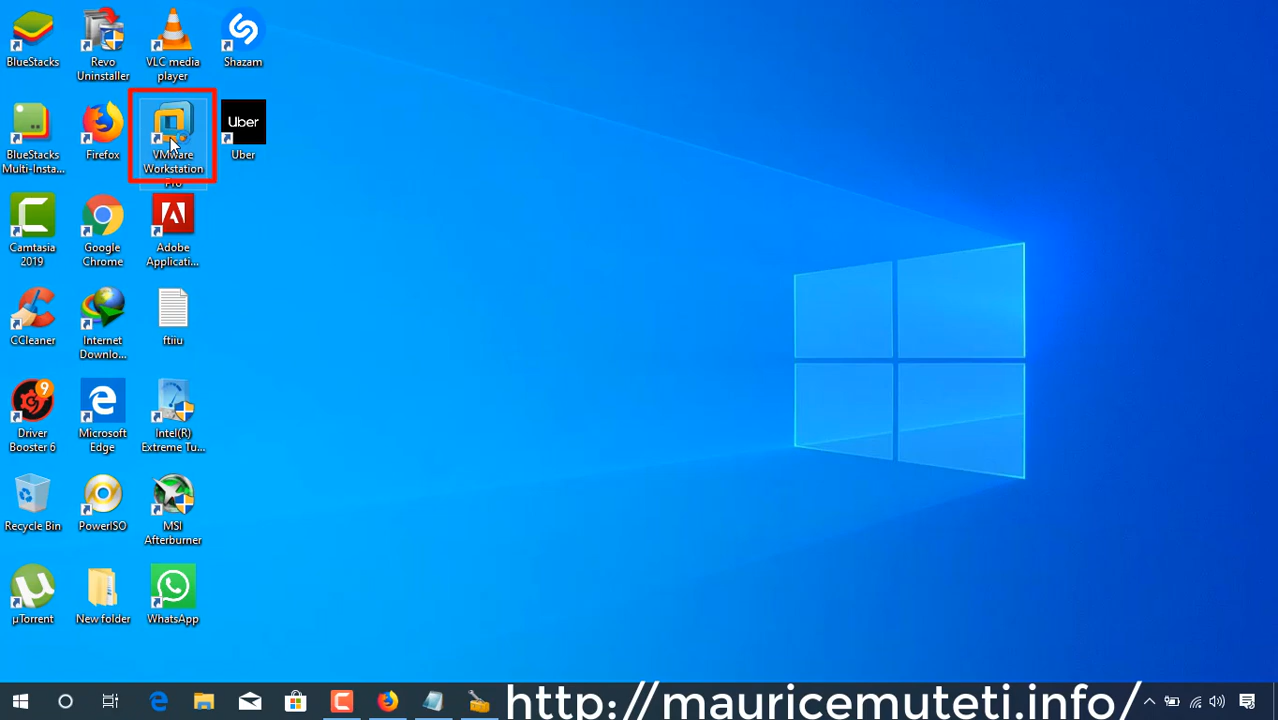 BlueStacks
Revo
Uninstaller
VLC media
player
Shazam
BlueStacks
Multi-Insta...
Firefox
VMware
Workstation
Pro
Uber
Uber
Camtasia
2019
Google
Chrome
Adobe
Applicati...
CCleaner
Internet
Downlo...
ftiiu
9
Driver
Booster 6
Microsoft
Edge
Intel(R)
Extreme Tu...
Recycle Bin
PowerISO
MSI
Afterburner
µTorrent
New folder
WhatsApp
http://mauricemuteti.info/